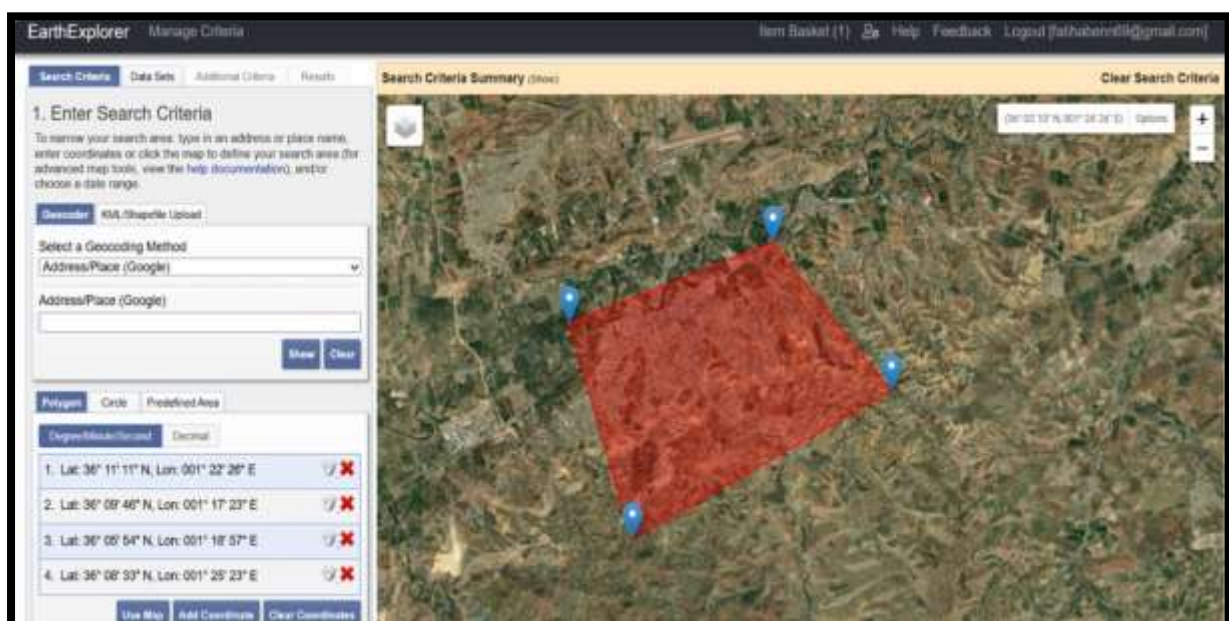 EarthExplorer Manage Criteria
Item Basket (1) Help Feedback Logout
Search Criteria Data Sets Additional Criteria Results
Search Criteria Summary (Show)
Clear Search Criteria
1. Enter Search Criteria
To narrow your search area: type in an address or place name,
enter coordinates or click the map to define your search area (for
advanced map tools, view the help documentation), and/or
choose a date range.
Geocoder KML/Shapefile Upload
Select a Geocoding Method
Address/Place (Google)
Address/Place (Google)
Show Clear
Polygon Circle Predefined Area
Degree/Minute/Second Decimal
1. Lat: 36° 11' 11" N, Lon: 001° 22' 26" E
2. Lat: 36° 09' 46" N, Lon: 001° 17' 23" E
3. Lat: 36° 05' 54" N, Lon: 001° 18' 57" E
4. Lat: 36° 08' 33" N, Lon: 001° 25' 23" E
Use Map Add Coordinate Clear Coordinates
Options
+
-